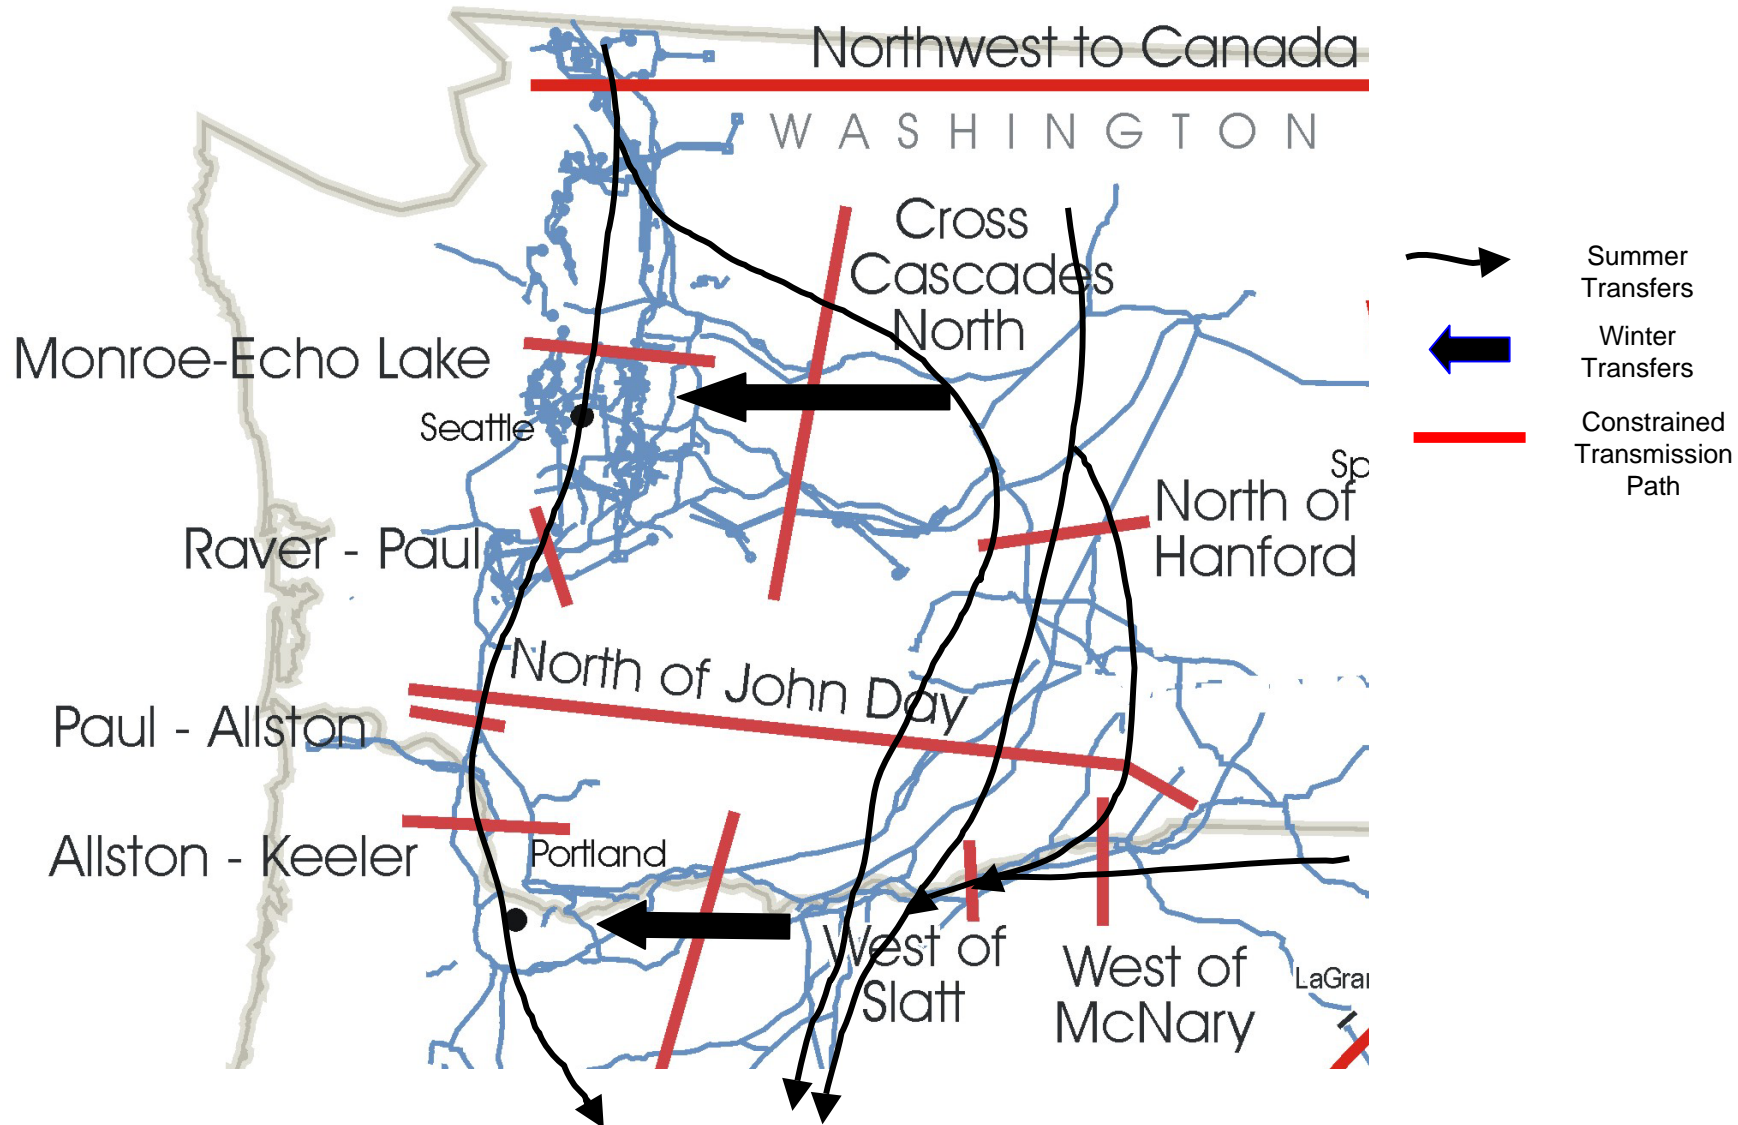 Northwest to Canada
WASHINGTON
Cross
Cascades
North
Summer
Transfers
Winter
Transfers
Monroe-Echo Lake
Seattle
Constrained
Transmission
Path
Sp
North of
Hanford
Raver - Paul
North of John Day
Paul - Allston
Allston - Keeler
Portland
West of
Slatt
West of
McNary
LaGra